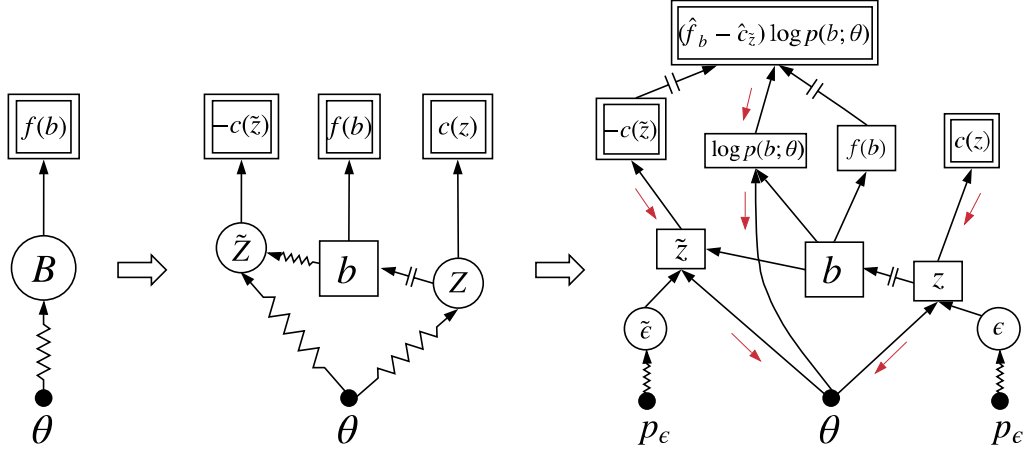 f(b)
B
θ
−c(z̃)
f(b)
c(z)
Z̃
b
Z
θ
(f̂_b − ĉ_z̃) log p(b; θ)
−c(z̃)
log p(b; θ)
f(b)
c(z)
z̃
b
z
ϵ̃
ϵ
p_ϵ
θ
p_ϵ